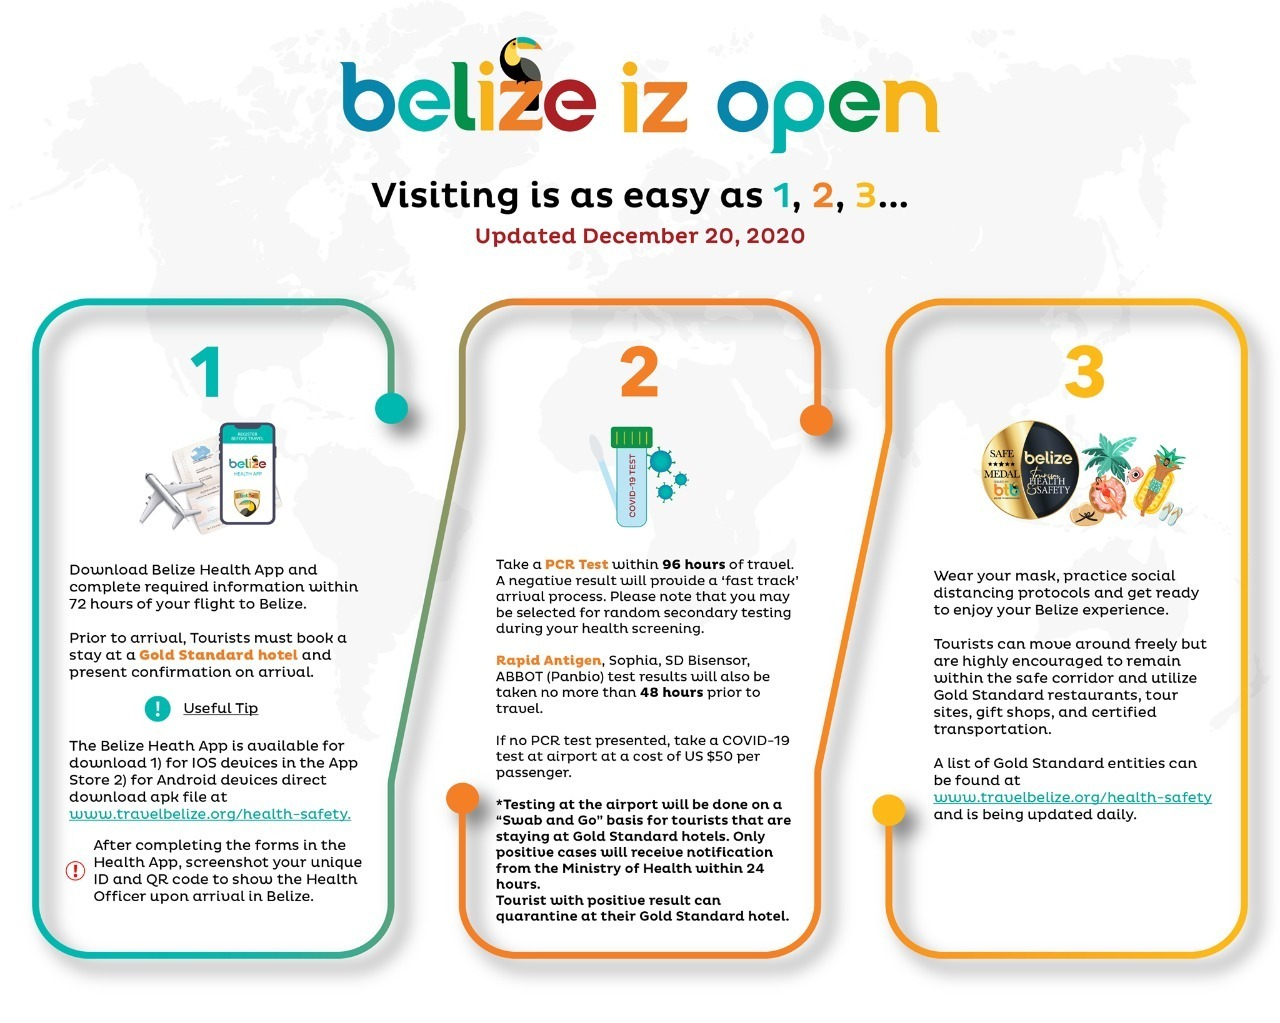 belize iz open
Visiting is as easy as 1, 2, 3...
Updated December 20, 2020
1
REGISTER
BEFORE TRAVEL
belize
HEALTH APP
Download Belize Health App and
complete required information within
72 hours of your flight to Belize.
Prior to arrival, Tourists must book a
stay at a Gold Standard hotel and
present confirmation on arrival.
! Useful Tip
The Belize Heath App is available for
download 1) for IOS devices in the App
Store 2) for Android devices direct
download apk file at
www.travelbelize.org/health-safety.
! After completing the forms in the
Health App, screenshot your unique
ID and QR code to show the Health
Officer upon arrival in Belize.
2
COVID-19 TEST
Take a PCR Test within 96 hours of travel.
A negative result will provide a ‘fast track’
arrival process. Please note that you may
be selected for random secondary testing
during your health screening.
Rapid Antigen, Sophia, SD Bisensor,
ABBOT (Panbio) test results will also be
taken no more than 48 hours prior to
travel.
If no PCR test presented, take a COVID-19
test at airport at a cost of US $50 per
passenger.
*Testing at the airport will be done on a
“Swab and Go” basis for tourists that are
staying at Gold Standard hotels. Only
positive cases will receive notification
from the Ministry of Health within 24
hours.
Tourist with positive result can
quarantine at their Gold Standard hotel.
3
SAFE
MEDAL
btb
belize
Tourism
HEALTH
&SAFETY
Wear your mask, practice social
distancing protocols and get ready
to enjoy your Belize experience.
Tourists can move around freely but
are highly encouraged to remain
within the safe corridor and utilize
Gold Standard restaurants, tour
sites, gift shops, and certified
transportation.
A list of Gold Standard entities can
be found at
www.travelbelize.org/health-safety
and is being updated daily.